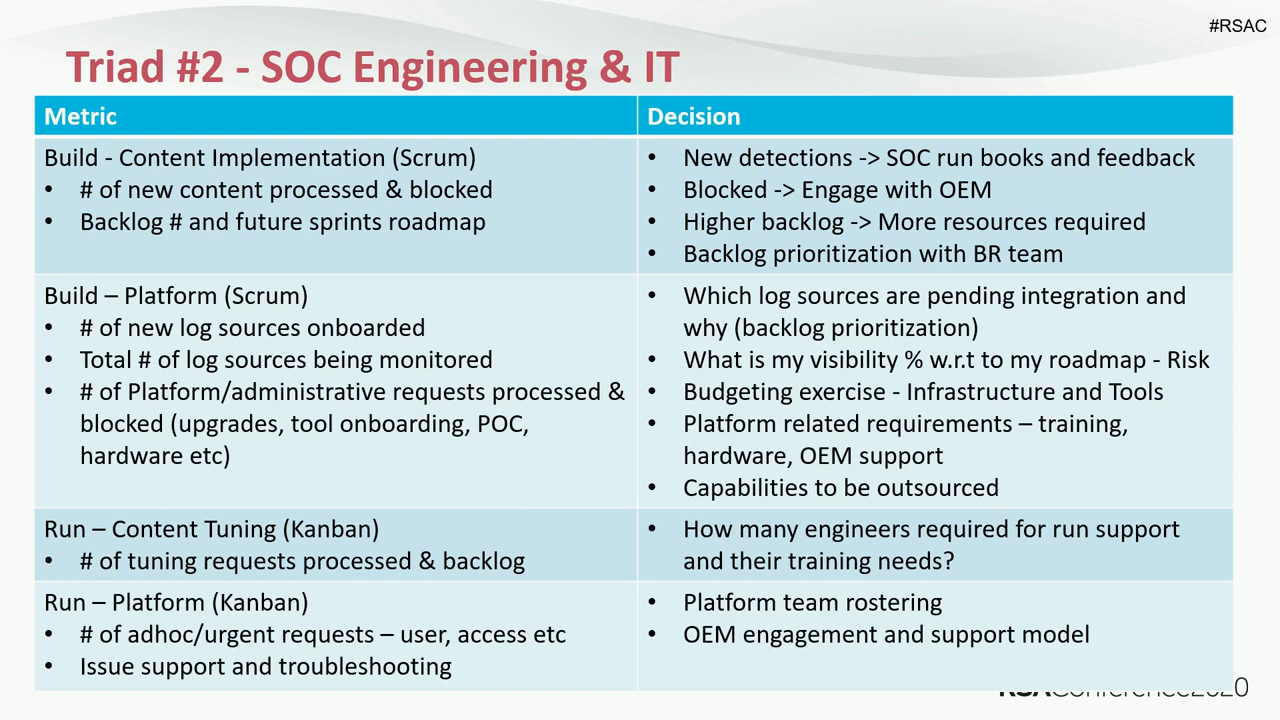 #RSAC
Triad #2 - SOC Engineering & IT
Metric
Decision
Build - Content Implementation (Scrum)
• # of new content processed & blocked
• Backlog # and future sprints roadmap
• New detections -> SOC run books and feedback
• Blocked -> Engage with OEM
• Higher backlog -> More resources required
• Backlog prioritization with BR team
Build – Platform (Scrum)
• # of new log sources onboarded
• Total # of log sources being monitored
• # of Platform/administrative requests processed &
blocked (upgrades, tool onboarding, POC,
hardware etc)
• Which log sources are pending integration and
why (backlog prioritization)
• What is my visibility % w.r.t to my roadmap - Risk
• Budgeting exercise - Infrastructure and Tools
• Platform related requirements – training,
hardware, OEM support
• Capabilities to be outsourced
Run – Content Tuning (Kanban)
• # of tuning requests processed & backlog
• How many engineers required for run support
and their training needs?
Run – Platform (Kanban)
• # of adhoc/urgent requests – user, access etc
• Issue support and troubleshooting
• Platform team rostering
• OEM engagement and support model
RSAConference2020